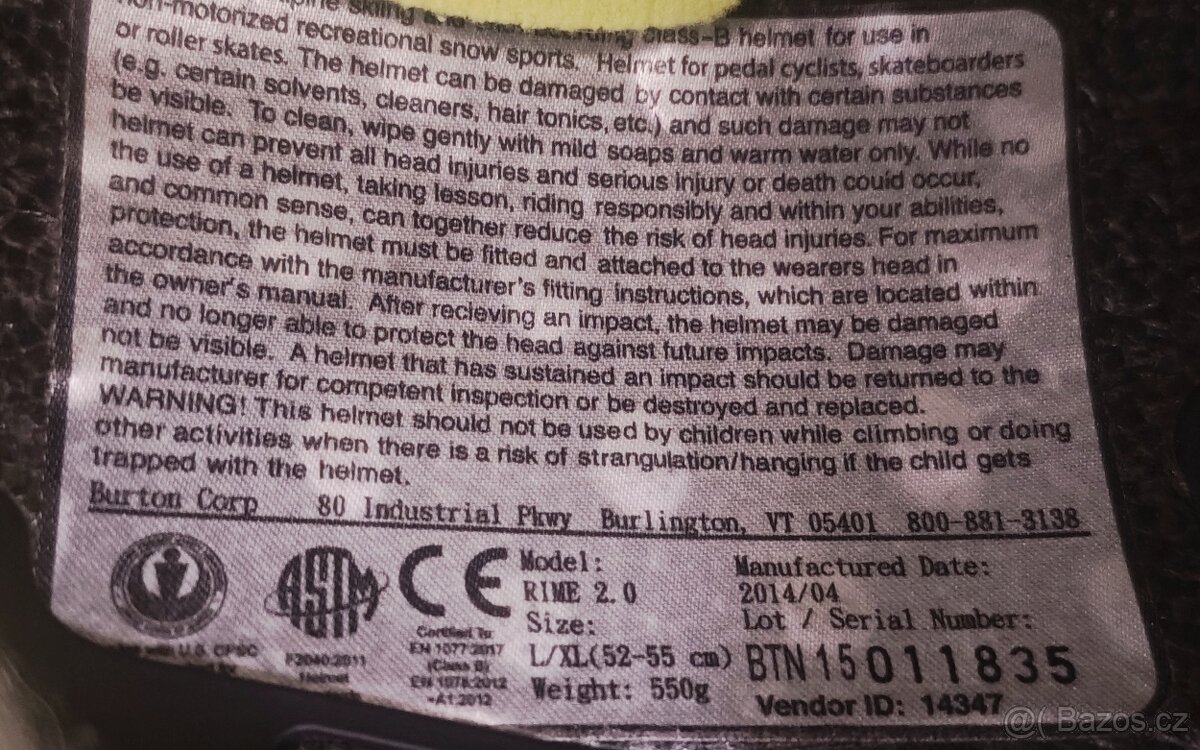 alpine skiing
class-B helmet for use in
non-motorized recreational snow sports. Helmet for pedal cyclists, skateboarders
or roller skates. The helmet can be damaged by contact with certain substances
(e.g. certain solvents, cleaners, hair tonics, etc.) and such damage may not
be visible. To clean, wipe gently with mild soaps and warm water only. While no
helmet can prevent all head injuries and serious injury or death could occur,
the use of a helmet, taking lesson, riding responsibly and within your abilities,
and common sense, can together reduce the risk of head injuries. For maximum
protection, the helmet must be fitted and attached to the wearers head in
accordance with the manufacturer's fitting instructions, which are located within
the owner's manual. After recieving an impact, the helmet may be damaged
and no longer able to protect the head against future impacts. Damage may
not be visible. A helmet that has sustained an impact should be returned to the
manufacturer for competent inspection or be destroyed and replaced.
WARNING! This helmet should not be used by children while climbing or doing
other activities when there is a risk of strangulation/hanging if the child gets
trapped with the helmet.
Burton Corp 80 Industrial Pkwy Burlington, VT 05401 800-881-3138
with U.S. CPSC
ASTM
F2040:2011
Helmet
CE
Certified To:
EN 1077:2017
(Class B)
EN 1078:2012
+A1:2012
Model:
RIME 2.0
Size:
L/XL(52-55 cm)
Weight: 550g
Manufactured Date:
2014/04
Lot / Serial Number:
BTN15011835
Vendor ID: 14347
@( Bazos.cz